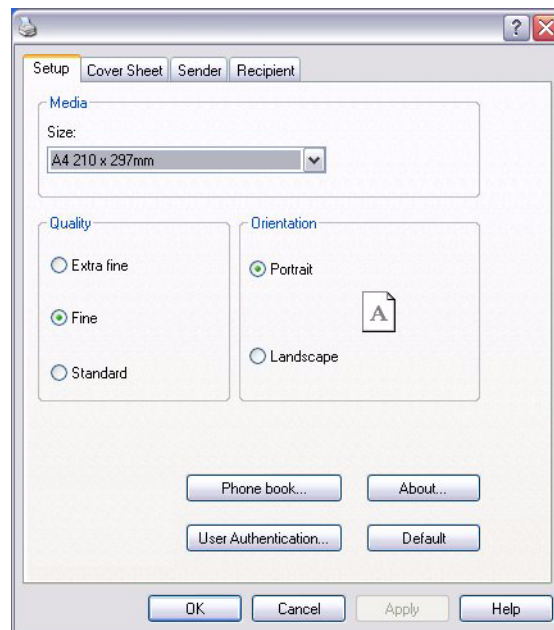 Setup Cover Sheet Sender Recipient
Media
Size:
A4 210 x 297mm
Quality Orientation
Extra fine Portrait
Fine
A
Landscape
Standard
Phone book... About...
User Authentication... Default
OK Cancel Apply Help